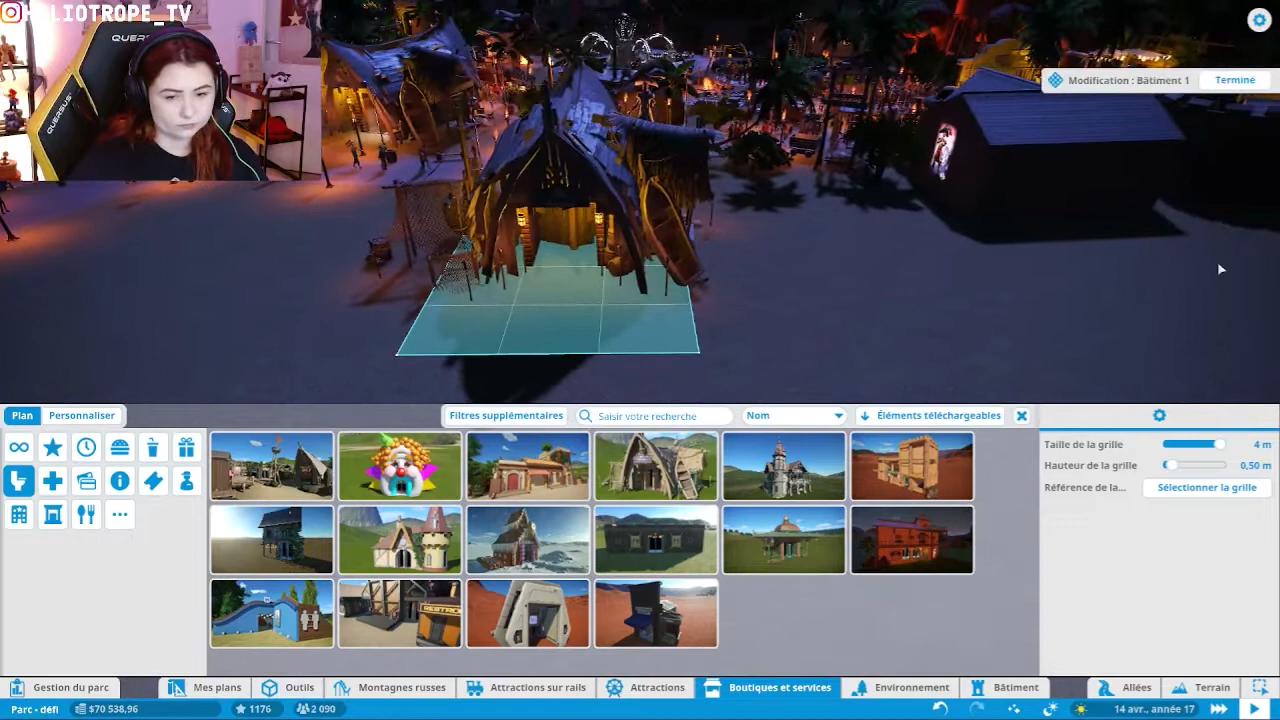 HELIOTROPE_TV
QUERSUS
Modification : Bâtiment 1
Terminé
Plan
Personnaliser
Filtres supplémentaires
Saisir votre recherche
Nom
Éléments téléchargeables
Taille de la grille
4 m
Hauteur de la grille
0,50 m
Référence de la...
Sélectionner la grille
Gestion du parc
Mes plans
Outils
Montagnes russes
Attractions sur rails
Attractions
Boutiques et services
Environnement
Bâtiment
Allées
Terrain
Parc - défi
$70 538,96
1176
2 090
14 avr., année 17